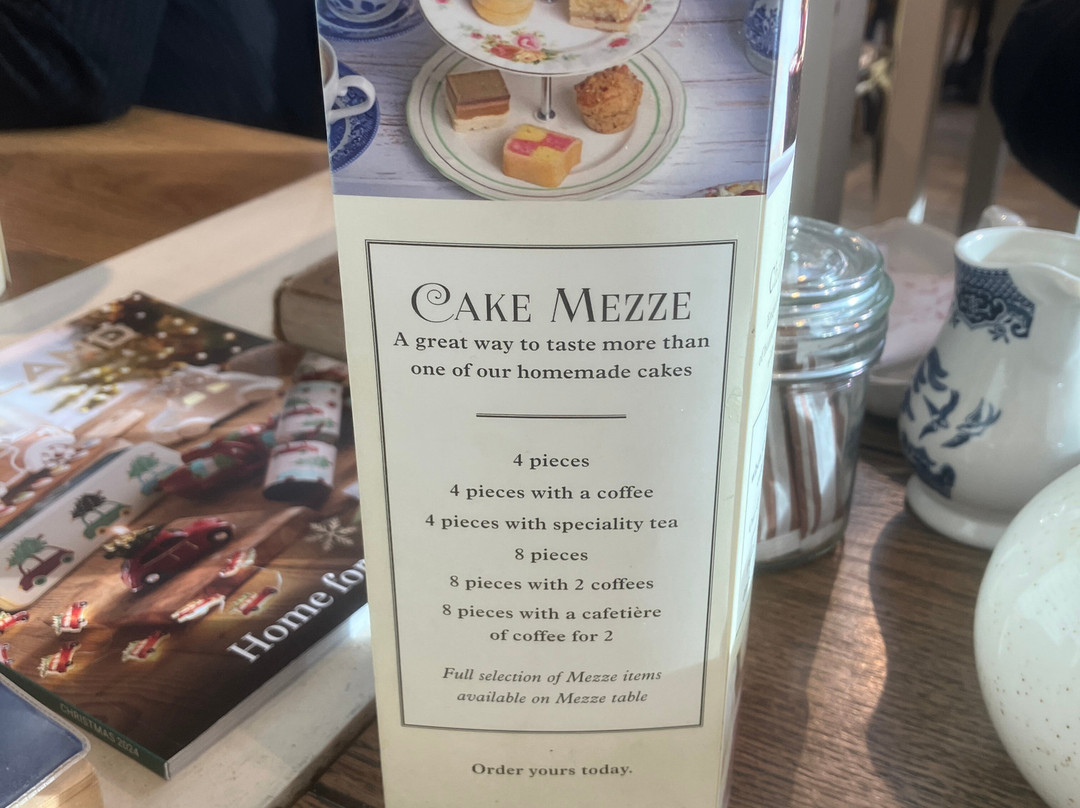 CAKE MEZZE
A great way to taste more than
one of our homemade cakes
4 pieces
4 pieces with a coffee
4 pieces with speciality tea
8 pieces
8 pieces with 2 coffees
8 pieces with a cafetière
of coffee for 2
Full selection of Mezze items
available on Mezze table
Order yours today.
Home for
CHRISTMAS 2024